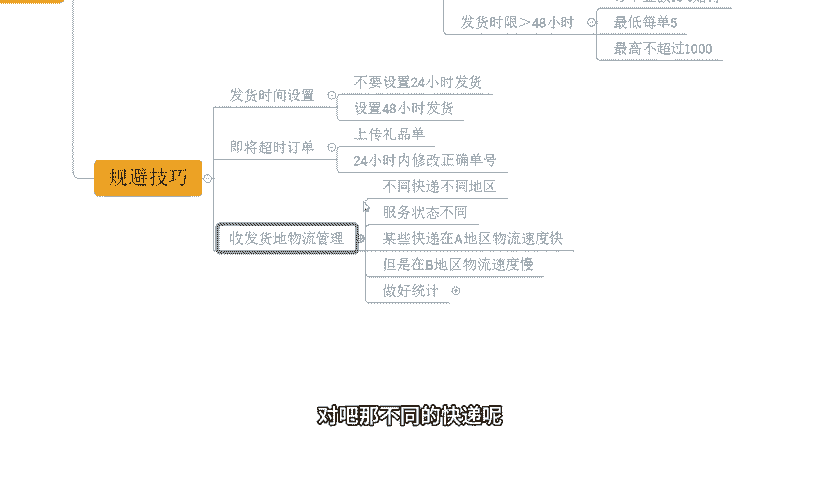 发货时限>48小时
最低每单5
最高不超过1000
发货时间设置
不要设置24小时发货
设置48小时发货
即将超时订单
上传礼品单
24小时内修改正确单号
规避技巧
收发货地物流管理
不同快递不同地区
服务状态不同
某些快递在A地区物流速度快
但是在B地区物流速度慢
做好统计
对吧那不同的快递呢